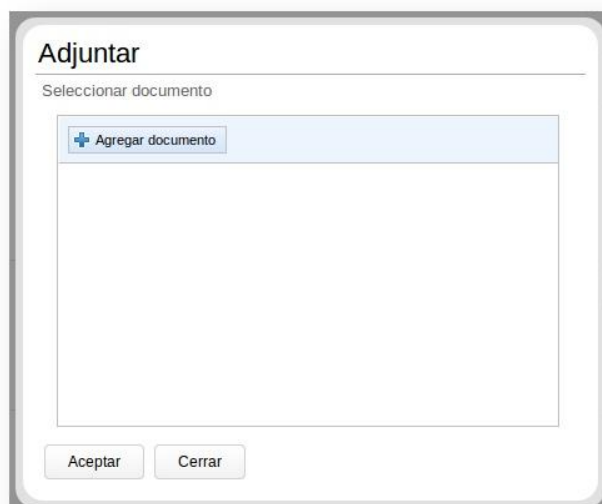 Adjuntar
Seleccionar documento
Agregar documento
Aceptar Cerrar